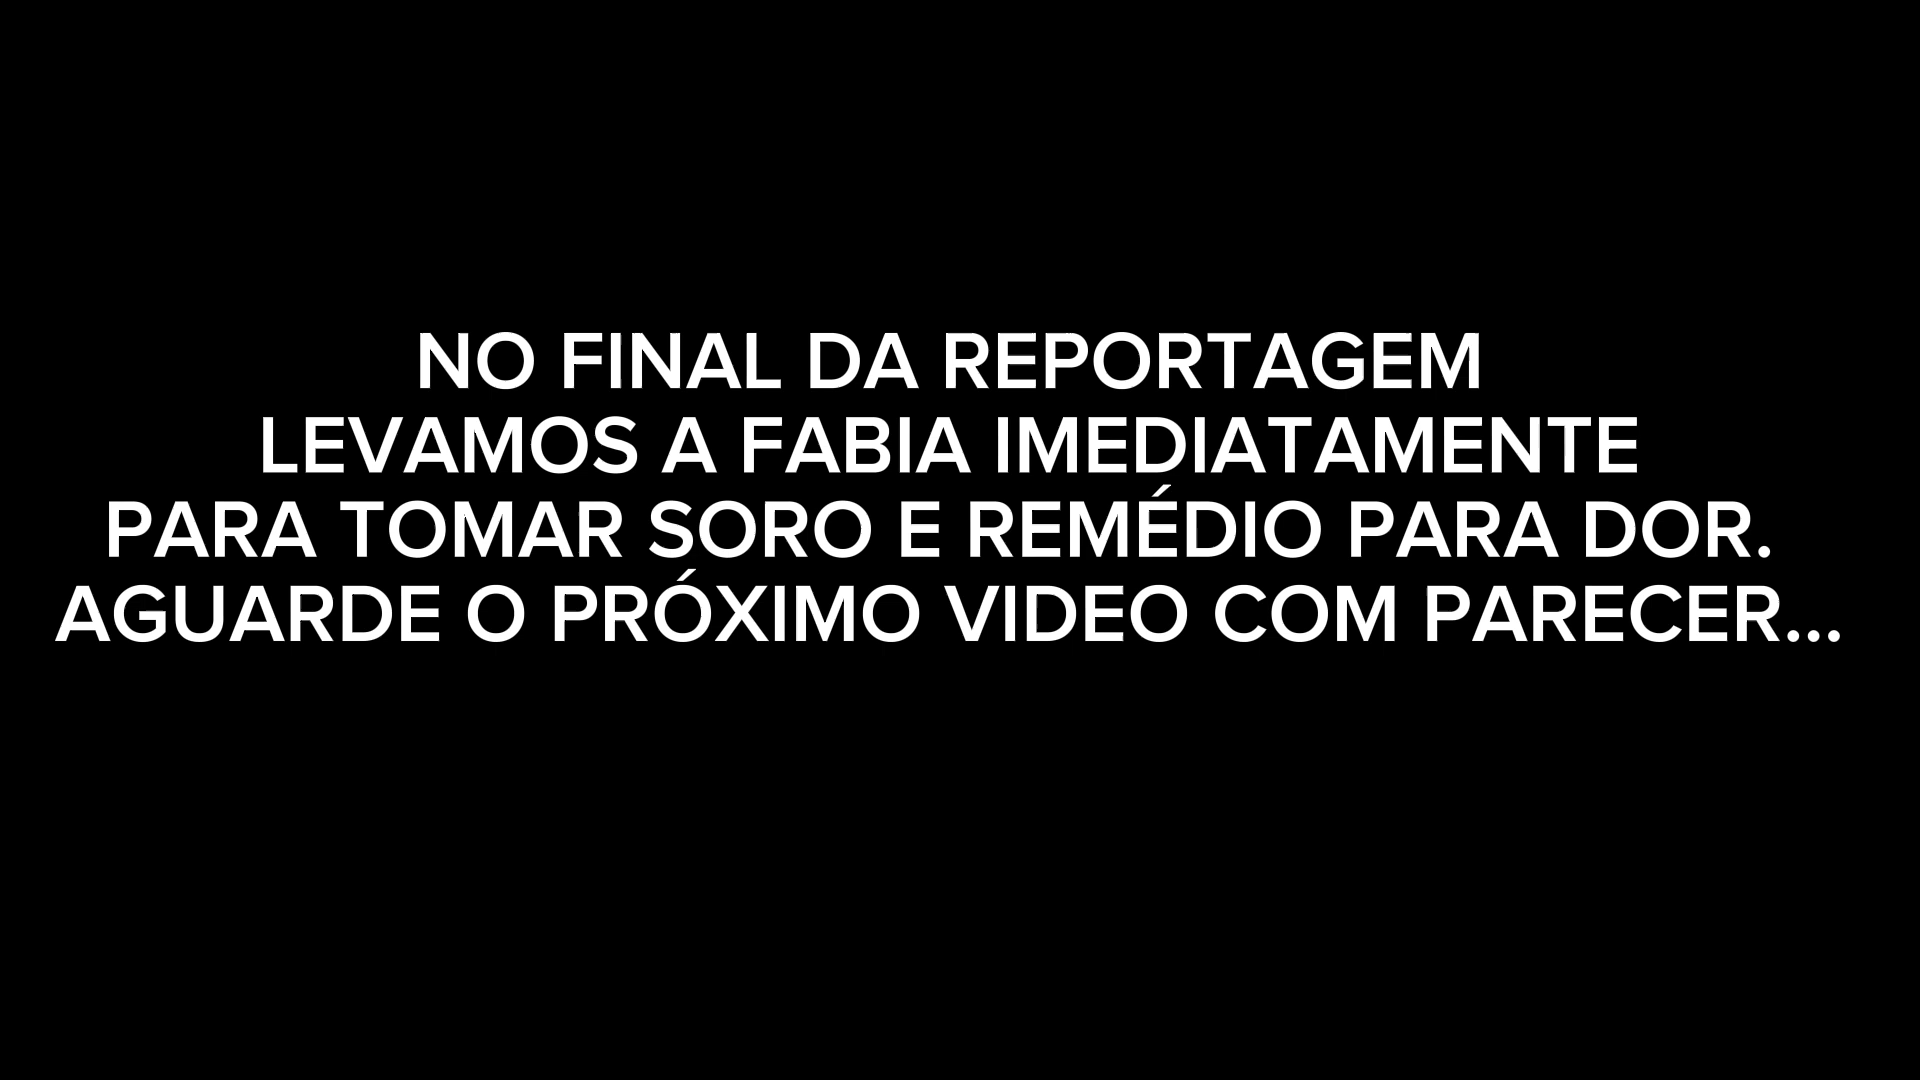 NO FINAL DA REPORTAGEM
LEVAMOS A FABIA IMEDIATAMENTE
PARA TOMAR SORO E REMÉDIO PARA DOR.
AGUARDE O PRÓXIMO VIDEO COM PARECER...